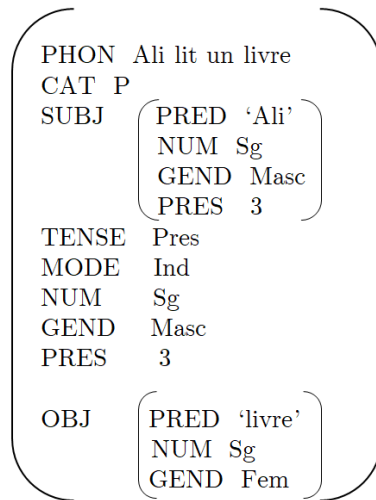 PHON Ali lit un livre
CAT P
SUBJ PRED ‘Ali’
NUM Sg
GEND Masc
PRES 3
TENSE Pres
MODE Ind
NUM Sg
GEND Masc
PRES 3
OBJ PRED ‘livre’
NUM Sg
GEND Fem